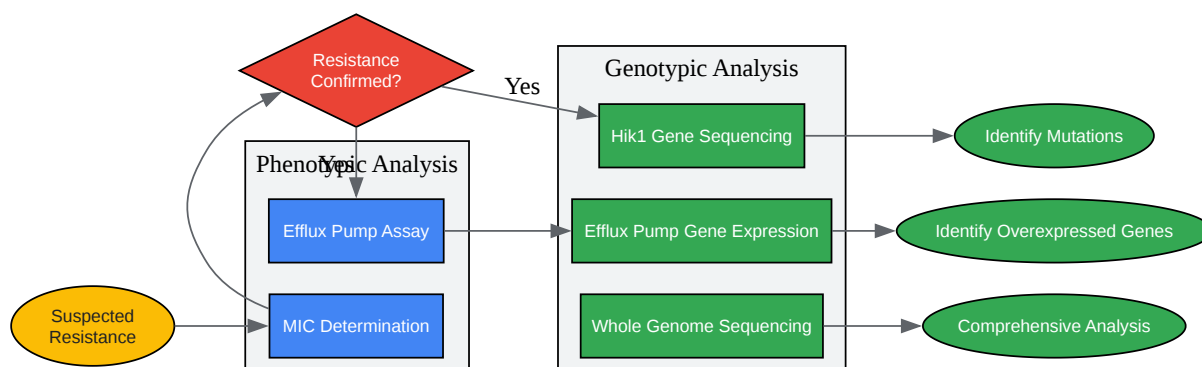 Resistance
Confirmed?
Yes
Genotypic Analysis
Hik1 Gene Sequencing
Identify Mutations
Phenotypic Analysis
Yes
Efflux Pump Assay
Efflux Pump Gene Expression
Identify Overexpressed Genes
Suspected
Resistance
MIC Determination
Whole Genome Sequencing
Comprehensive Analysis